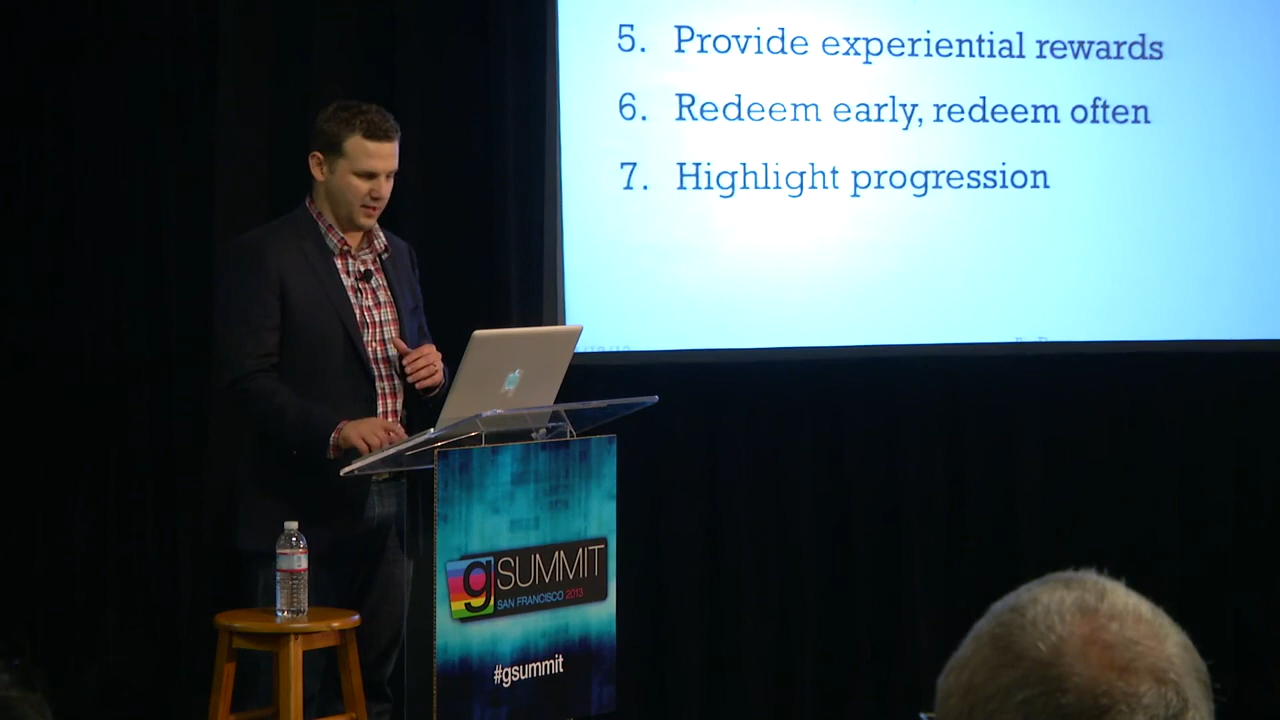 5. Provide experiential rewards
6. Redeem early, redeem often
7. Highlight progression
gSUMMIT
SAN FRANCISCO 2013
#gsummit